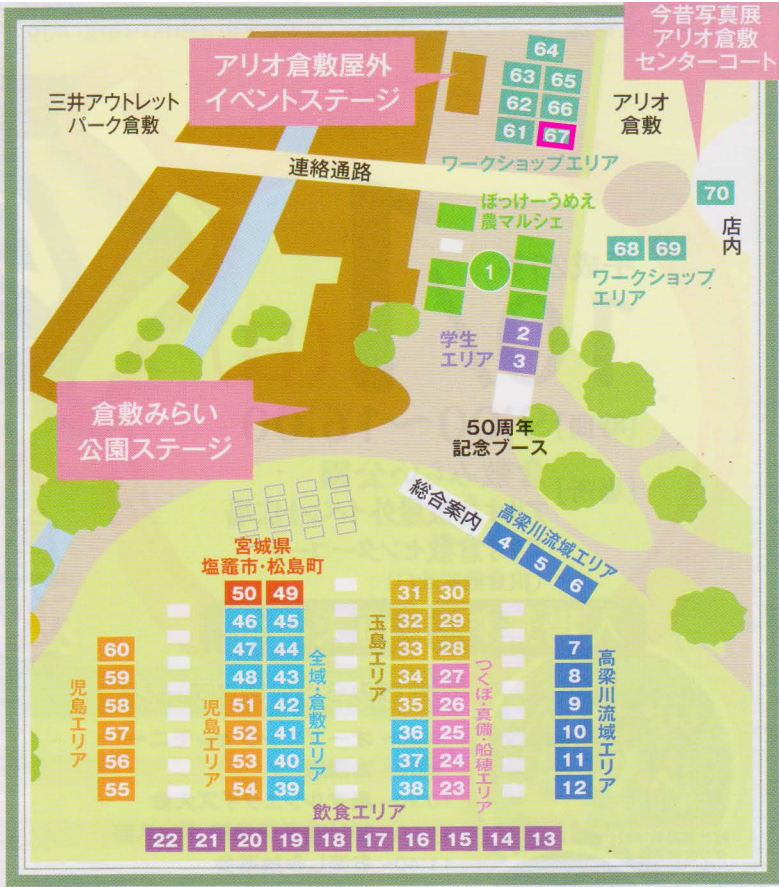 今昔写真展
アリオ倉敷
センターコート
アリオ倉敷屋外
イベントステージ
三井アウトレット
パーク倉敷
64
63 65
62 66
61 67
ワークショップエリア
アリオ
倉敷
連絡通路
70
店内
ぼっけーうめえ
農マルシェ
1
68 69
ワークショップ
エリア
学生
エリア
2
3
倉敷みらい
公園ステージ
50周年
記念ブース
総合案内
高梁川流域エリア
4 5 6
宮城県
塩竈市・松島町
50 49
46 45
47 44
48 43
51 42
52 41
53 40
54 39
全域・倉敷エリア
児島エリア
玉島エリア
31 30
32 29
33 28
34 27
35 26
36 25
37 24
38 23
つくぼ・真備・船穂エリア
児島エリア
60
59
58
57
56
55
7
8
9
10
11
12
高梁川流域エリア
飲食エリア
22 21 20 19 18 17 16 15 14 13